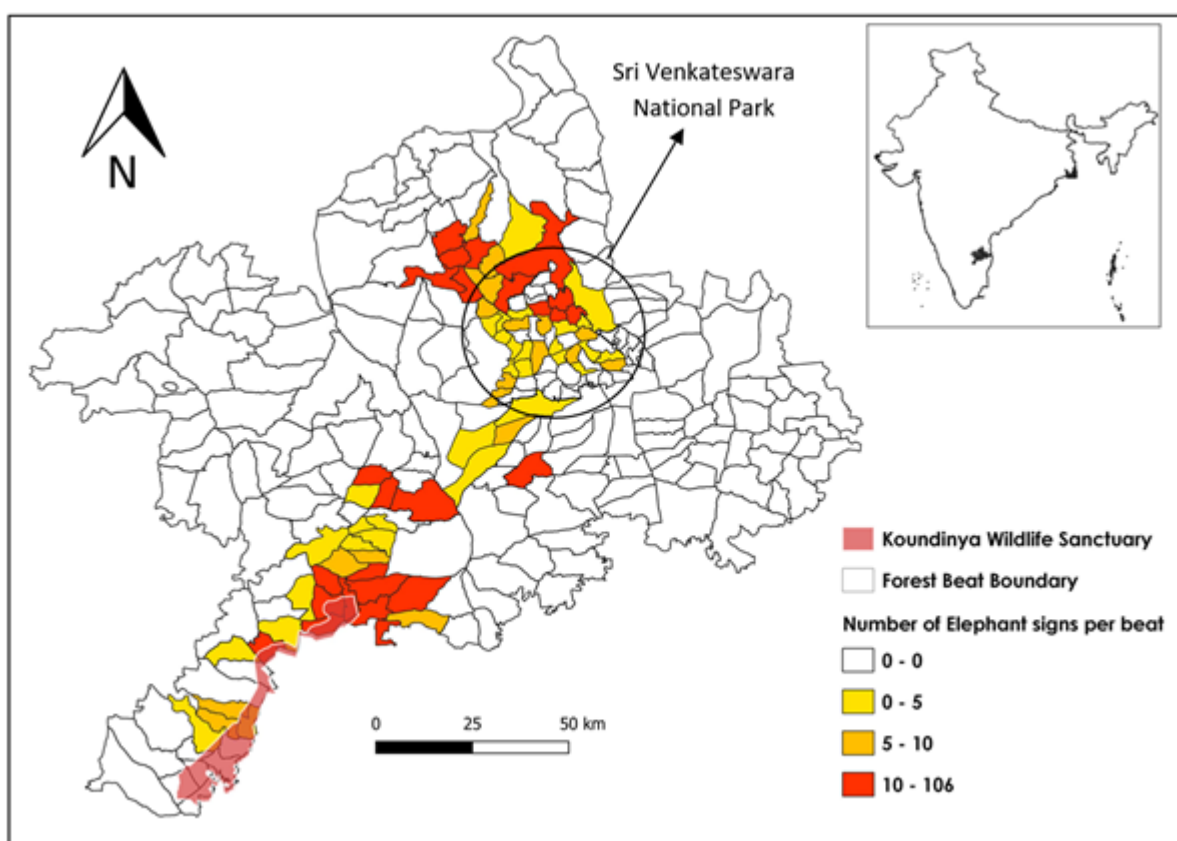 Sri Venkateswara
National Park
N
Koundinya Wildlife Sanctuary
Forest Beat Boundary
Number of Elephant signs per beat
0 - 0
0 - 5
5 - 10
10 - 106
0 25 50 km